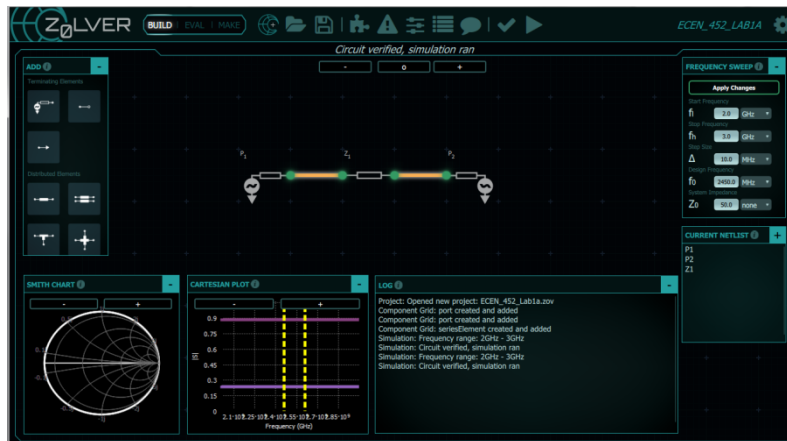 ZOLVER
BUILD | EVAL | MAKE
ECEN_452_LAB1A
Circuit verified, simulation ran
- o +
ADD
-
Terminating Elements
Distributed Elements
P1
Z1
P2
FREQUENCY SWEEP
-
Apply Changes
Start Frequency
fl 2.0 GHz
Stop Frequency
fh 3.0 GHz
Step Size
Δ 10.0 MHz
Design Frequency
f0 2450.0 MHz
System Impedance
Z0 50.0 none
CURRENT NETLIST
+
P1
P2
Z1
SMITH CHART
-
- +
CARTESIAN PLOT
-
- +
|S|
0.9
0.75
0.6
0.45
0.3
0.15
0
Frequency (GHz)
LOG
-
Project: Opened new project: ECEN_452_Lab1a.zov
Component Grid: port created and added
Component Grid: port created and added
Component Grid: seriesElement created and added
Simulation: Frequency range: 2GHz - 3GHz
Simulation: Circuit verified, simulation ran
Simulation: Frequency range: 2GHz - 3GHz
Simulation: Circuit verified, simulation ran